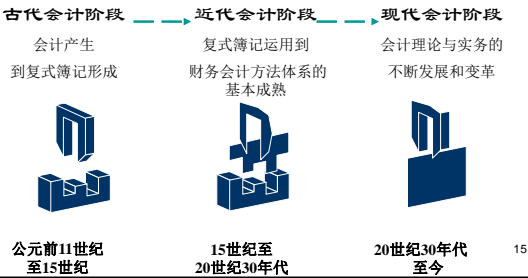 古代会计阶段
近代会计阶段
现代会计阶段
会计产生
到复式簿记形成
复式簿记运用到
财务会计方法体系的
基本成熟
会计理论与实务的
不断发展和变革
公元前11世纪
至15世纪
15世纪至
20世纪30年代
20世纪30年代
至今
15